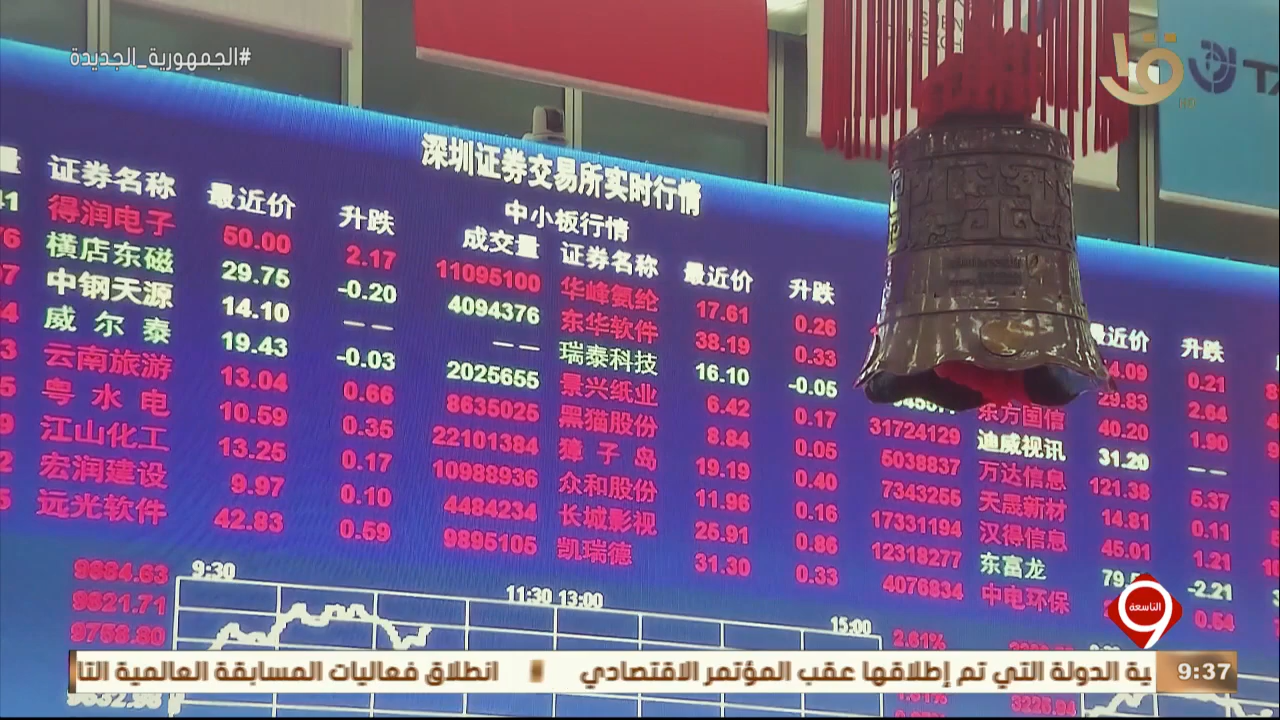 #الجمهورية_الجديدة
深圳证券交易所实时行情
中小板行情
量 证券名称 最近价 升跌 成交量 证券名称 最近价 升跌 最近价 升跌
得润电子 50.00 2.17 11095100 华峰氨纶 17.61 0.26 0.21
横店东磁 29.75 -0.20 4094376 东华软件 38.19 0.33 东方国信 29.83 2.64
中钢天源 14.10 — — — — 瑞泰科技 16.10 -0.05 40.20 1.90
威尔泰 19.43 -0.03 2025655 景兴纸业 6.42 0.17 31724129 迪威视讯 31.20 — —
云南旅游 13.04 0.66 8635025 黑猫股份 8.84 0.05 5038837 万达信息 121.38 5.37
粤水电 10.59 0.35 22101384 獐子岛 19.19 0.40 7343255 天晟新材 14.81 0.11
江山化工 13.25 0.17 10988936 众和股份 11.96 0.16 17331194 汉得信息 45.01 1.21
宏润建设 9.97 0.10 4484234 长城影视 25.91 0.86 12318277 东富龙 -2.21
远光软件 42.83 0.59 9895105 凯瑞德 31.30 0.33 4076834 中电环保 0.54
9884.63
9821.71
9758.80
9:30 11:30 13:00 15:00
2.61%
التاسعة
9
9:37 ية الدولة التي تم إطلاقها عقب المؤتمر الاقتصادي انطلاق فعاليات المسابقة العالمية التا